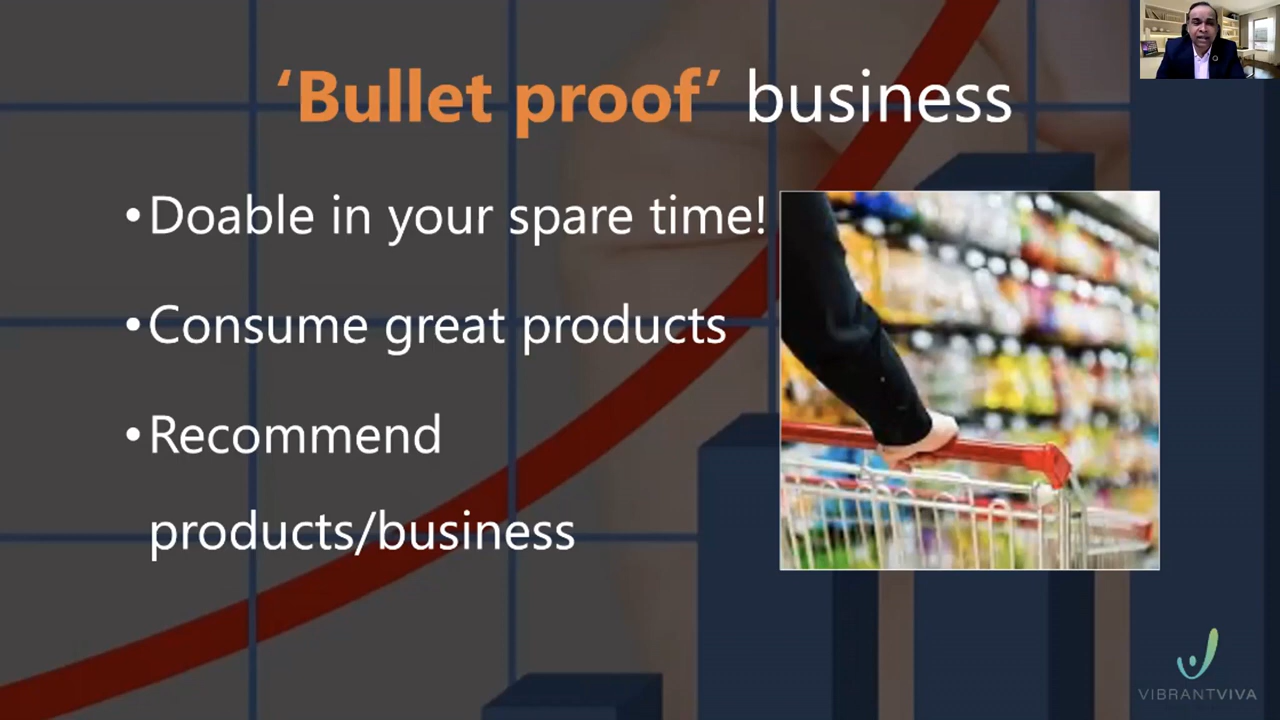 ‘Bullet proof’ business
•Doable in your spare time!
•Consume great products
•Recommend
products/business
VIBRANTVIVA